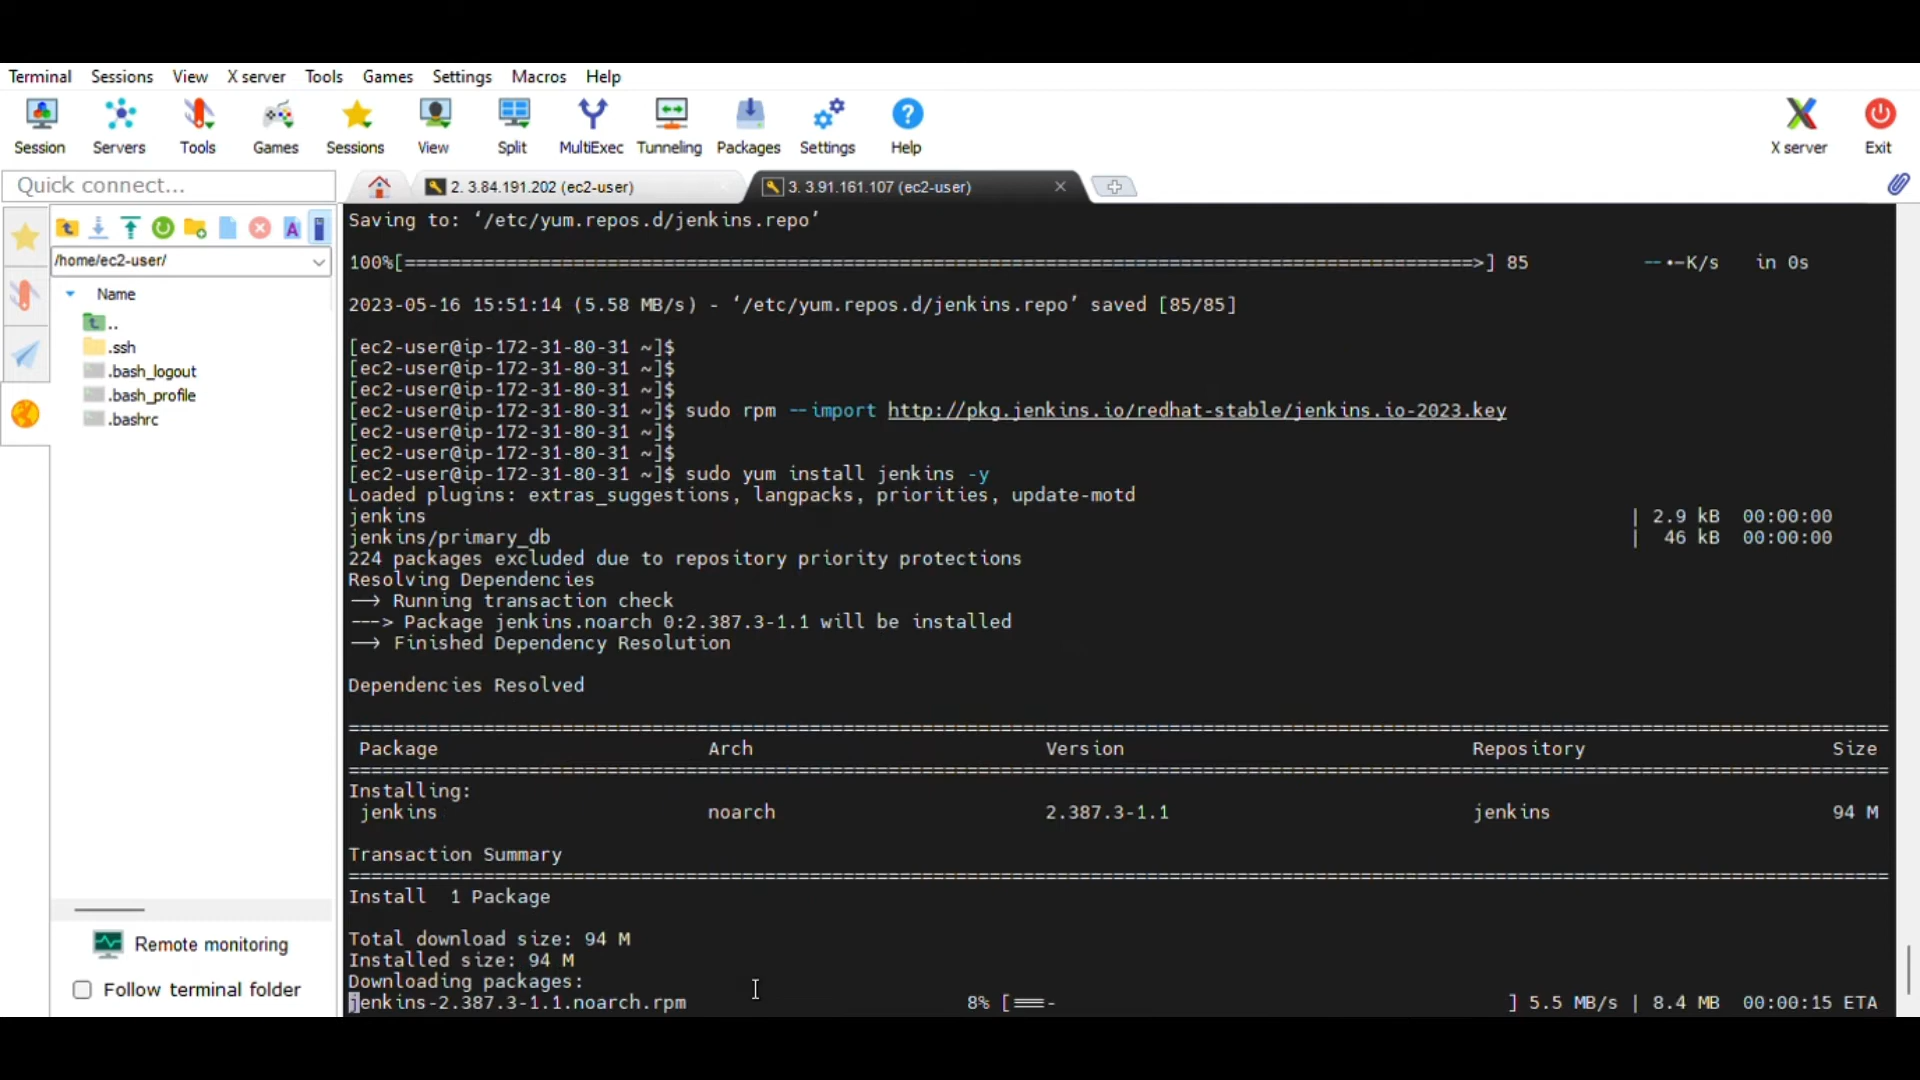 Terminal Sessions View X server Tools Games Settings Macros Help
Session Servers Tools Games Sessions View Split MultiExec Tunneling Packages Settings Help X server Exit
Quick connect...
2. 3.84.191.202 (ec2-user)
3. 3.91.161.107 (ec2-user)
/home/ec2-user/
Name
..
.ssh
.bash_logout
.bash_profile
.bashrc
Remote monitoring
Follow terminal folder
Saving to: ‘/etc/yum.repos.d/jenkins.repo’
100%[===============================================================================================>] 85 --.-K/s in 0s
2023-05-16 15:51:14 (5.58 MB/s) - ‘/etc/yum.repos.d/jenkins.repo’ saved [85/85]
[ec2-user@ip-172-31-80-31 ~]$
[ec2-user@ip-172-31-80-31 ~]$
[ec2-user@ip-172-31-80-31 ~]$
[ec2-user@ip-172-31-80-31 ~]$ sudo rpm --import http://pkg.jenkins.io/redhat-stable/jenkins.io-2023.key
[ec2-user@ip-172-31-80-31 ~]$
[ec2-user@ip-172-31-80-31 ~]$
[ec2-user@ip-172-31-80-31 ~]$ sudo yum install jenkins -y
Loaded plugins: extras_suggestions, langpacks, priorities, update-motd
jenkins | 2.9 kB 00:00:00
jenkins/primary_db | 46 kB 00:00:00
224 packages excluded due to repository priority protections
Resolving Dependencies
--> Running transaction check
---> Package jenkins.noarch 0:2.387.3-1.1 will be installed
--> Finished Dependency Resolution
Dependencies Resolved
Package Arch Version Repository Size
Installing:
jenkins noarch 2.387.3-1.1 jenkins 94 M
Transaction Summary
Install 1 Package
Total download size: 94 M
Installed size: 94 M
Downloading packages:
jenkins-2.387.3-1.1.noarch.rpm 8% [===- ] 5.5 MB/s | 8.4 MB 00:00:15 ETA